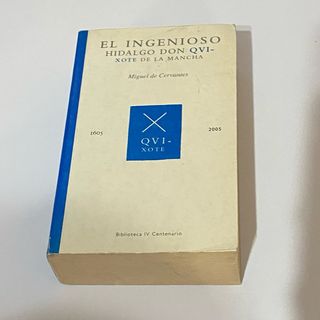 EL INGENIOSO
HIDALGO DON QVI-
XOTE DE LA MANCHA
Miguel de Cervantes
1605
2005
QVI-
XOTE
Biblioteca IV Centenario